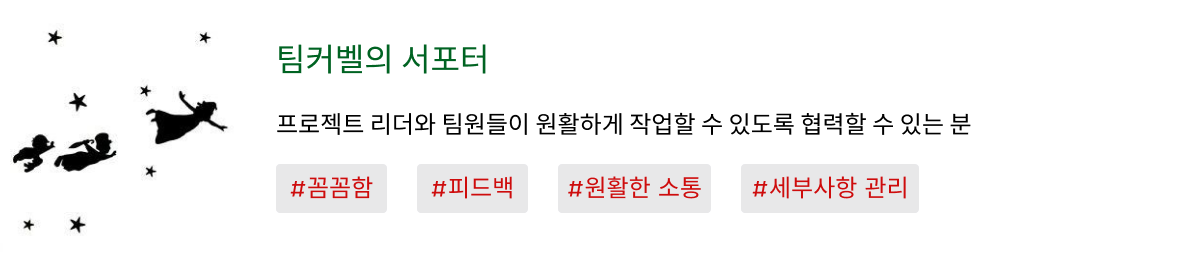 팀커벨의 서포터
프로젝트 리더와 팀원들이 원활하게 작업할 수 있도록 협력할 수 있는 분
#꼼꼼함 #피드백 #원활한 소통 #세부사항 관리